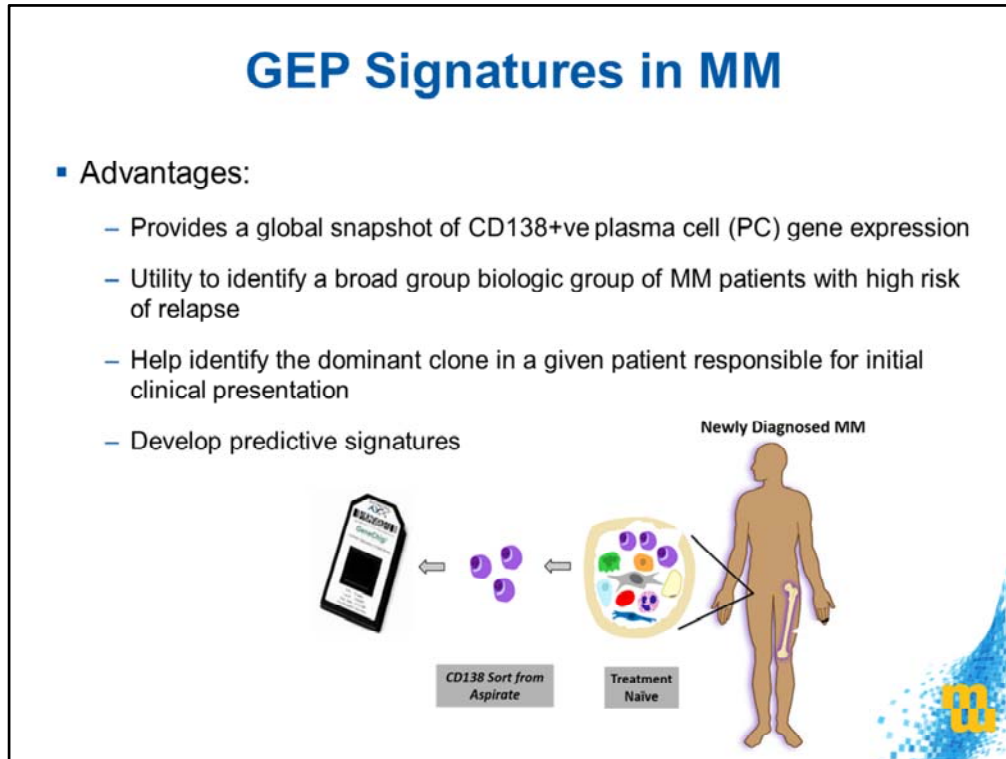 GEP Signatures in MM
▪ Advantages:
– Provides a global snapshot of CD138+ve plasma cell (PC) gene expression
– Utility to identify a broad group biologic group of MM patients with high risk
of relapse
– Help identify the dominant clone in a given patient responsible for initial
clinical presentation
– Develop predictive signatures
Newly Diagnosed MM
GeneChip
CD138 Sort from
Aspirate
Treatment
Naïve
mw